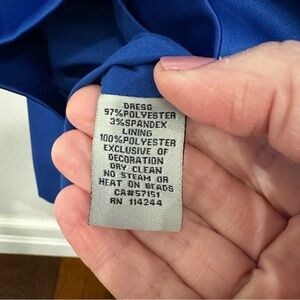 DRESS
97%POLYESTER
3%SPANDEX
LINING
100%POLYESTER
EXCLUSIVE OF
DECORATION
DRY CLEAN
NO STEAM OR
HEAT ON BEADS
CA#57151
RN 114244